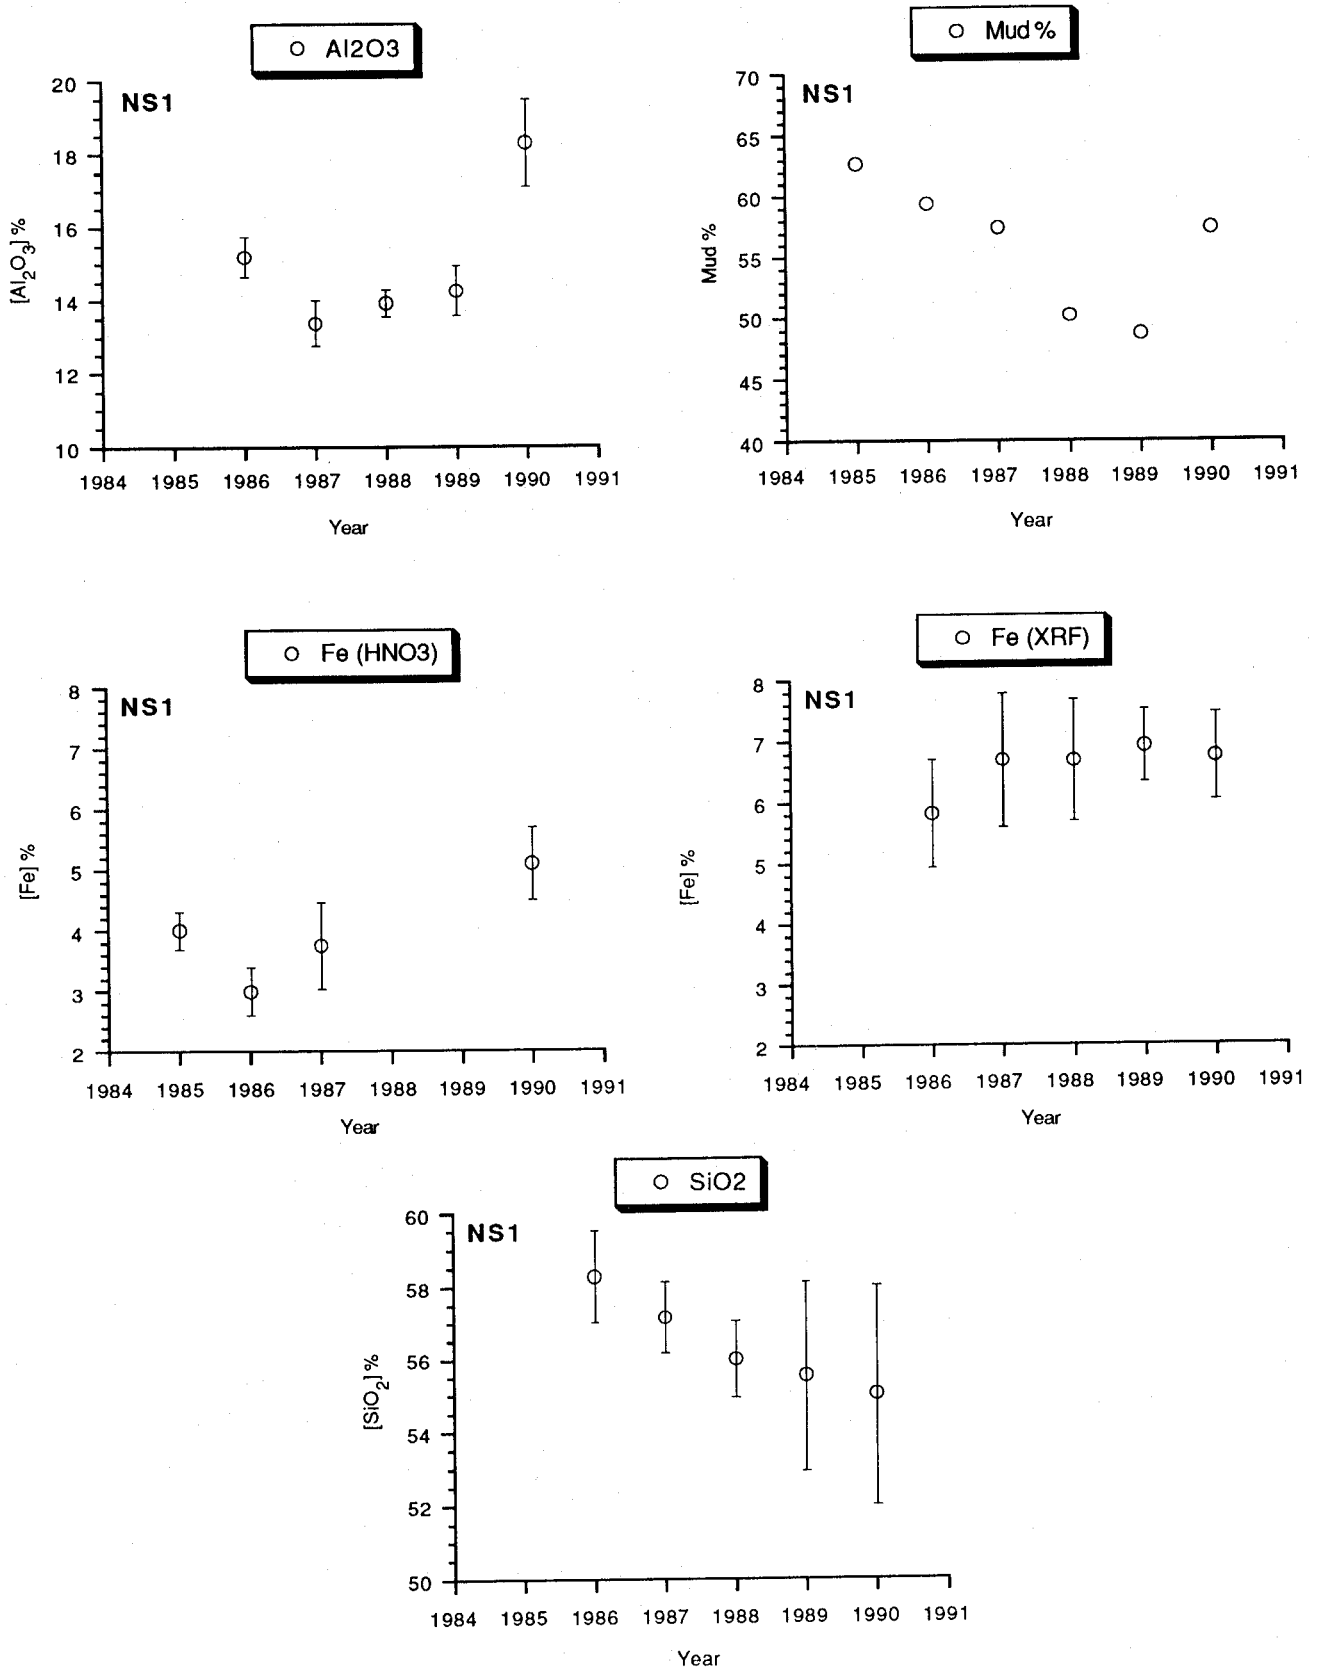 Al2O3
NS1
20
18
16
14
12
10
[Al2O3] %
1984 1985 1986 1987 1988 1989 1990 1991
Year
Mud %
NS1
70
65
60
55
50
45
40
Mud %
1984 1985 1986 1987 1988 1989 1990 1991
Year
Fe (HNO3)
NS1
8
7
6
5
4
3
2
[Fe] %
1984 1985 1986 1987 1988 1989 1990 1991
Year
Fe (XRF)
NS1
8
7
6
5
4
3
2
[Fe] %
1984 1985 1986 1987 1988 1989 1990 1991
Year
SiO2
NS1
60
58
56
54
52
50
[SiO2] %
1984 1985 1986 1987 1988 1989 1990 1991
Year